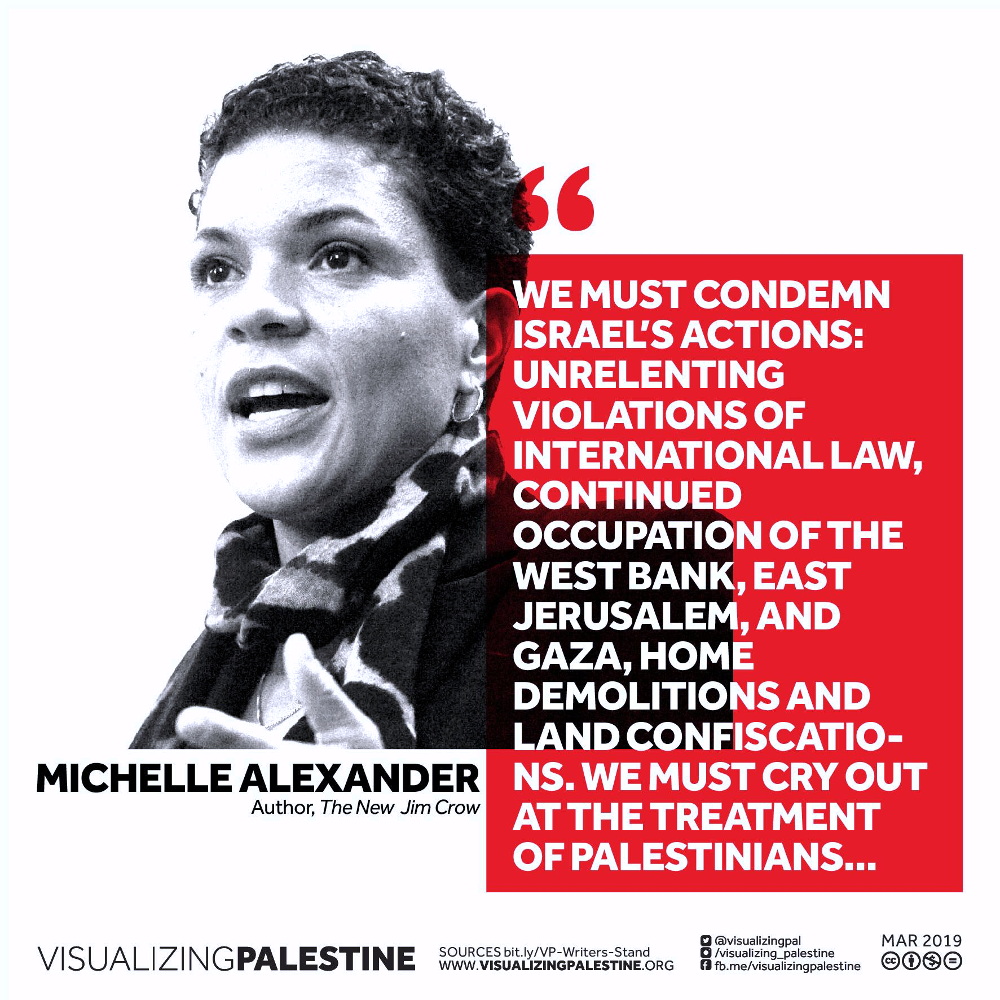 “
WE MUST CONDEMN
ISRAEL’S ACTIONS:
UNRELENTING
VIOLATIONS OF
INTERNATIONAL LAW,
CONTINUED
OCCUPATION OF THE
WEST BANK, EAST
JERUSALEM, AND
GAZA, HOME
DEMOLITIONS AND
LAND CONFISCATIO-
NS. WE MUST CRY OUT
AT THE TREATMENT
OF PALESTINIANS...
MICHELLE ALEXANDER
Author, The New Jim Crow
VISUALIZINGPALESTINE
SOURCES bit.ly/VP-Writers-Stand
WWW.VISUALIZINGPALESTINE.ORG
@visualizingpal
/visualizing_palestine
fb.me/visualizingpalestine
MAR 2019
cc